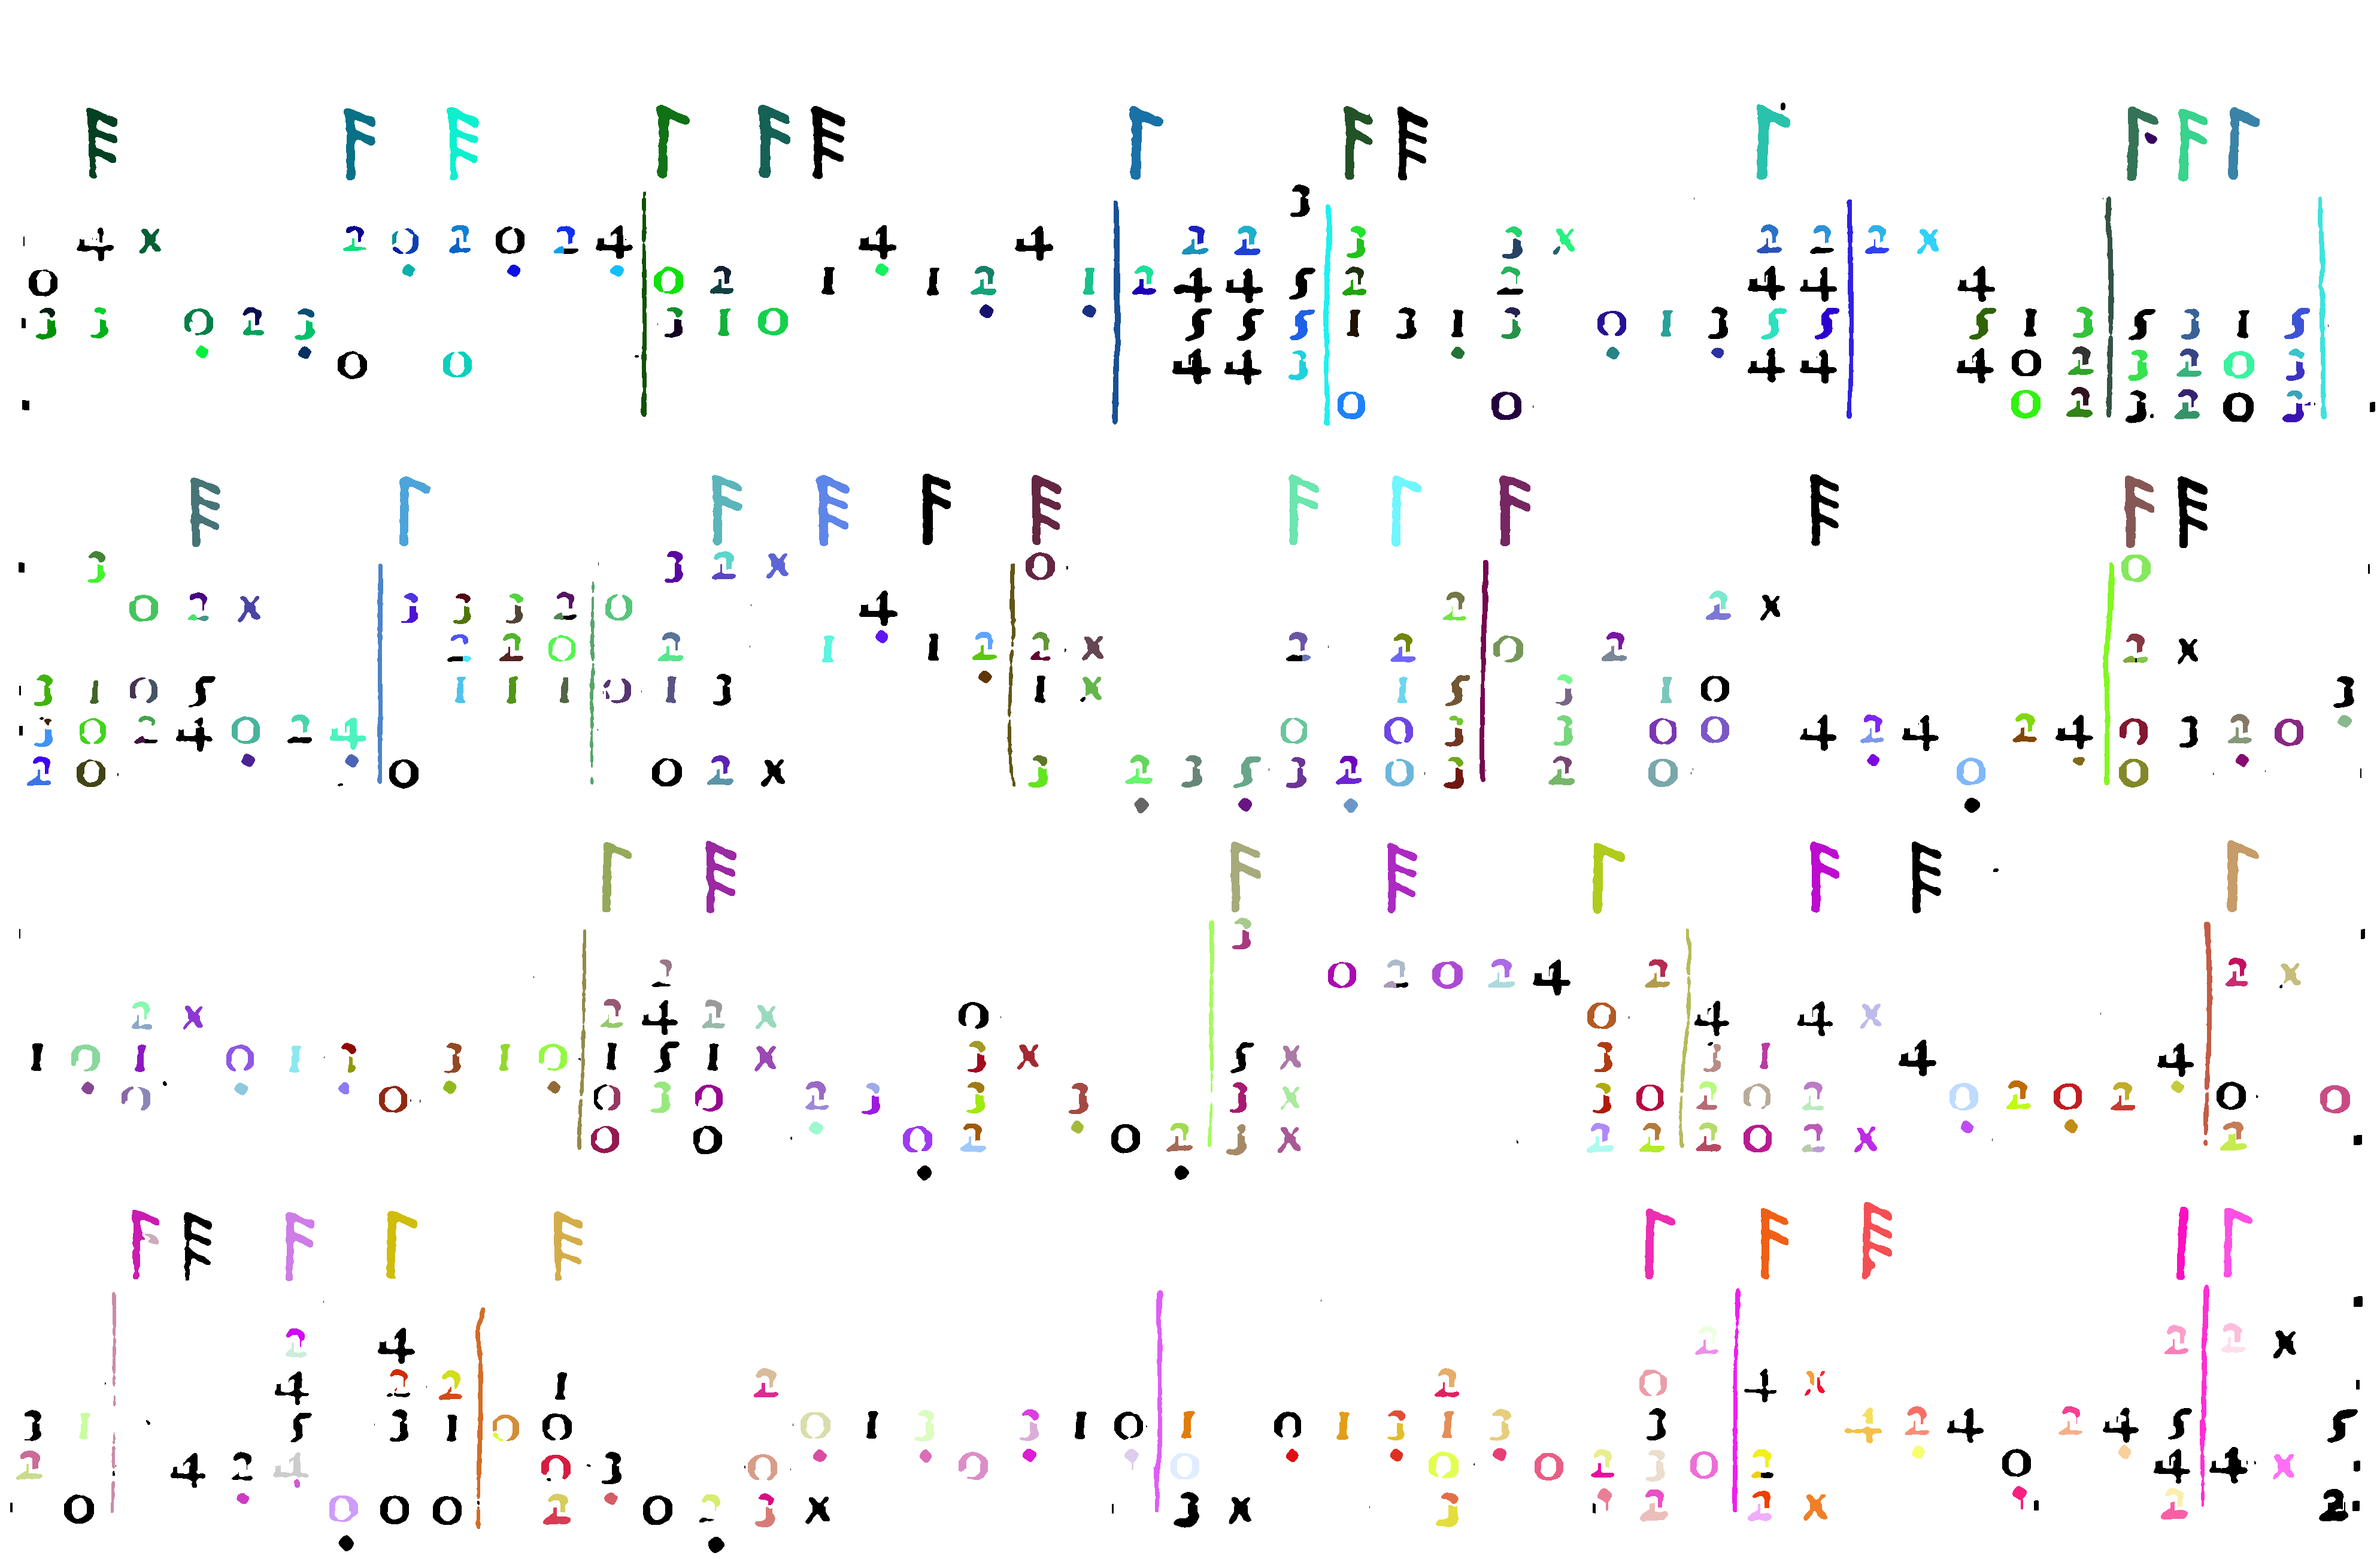 3
4 x 2 0 2 0 2 4 4 4 2 2 3 3 x 2 2 2 x
0 0 2 1 1 2 1 2 4 4 5 2 2 4 4 4
3 3 0 2 3 3 1 0 5 5 5 1 3 1 3 0 1 3 5 5 5 1 3 5 3 1 5
0 0 4 4 3 4 4 4 0 2 3 2 0 3
0 0 0 2 3 2 0 3
3 3 2 x 0 0
0 2 x 3 3 3 2 0 4 2 2 x
2 2 0 2 1 1 2 2 x 2 2 0 2 2 x
3 1 0 5 1 1 1 0 1 3 1 x 1 5 3 1 0 3
3 0 2 4 0 2 4 0 0 3 3 0 0 4 2 4 2 4 0 3 2 0
2 0 0 0 2 x 3 2 3 5 3 2 0 3 2 0 0 0
3
2 0 2 0 2 4 2 2 x
2 x 2 4 2 x 0 0 4 4 x
1 0 1 0 1 3 3 1 0 1 5 1 x 3 x 5 x 3 3 1 4 4
0 0 0 3 0 2 3 3 3 3 x 3 0 2 0 2 0 2 0 2 0 0
0 0 0 2 0 2 3 x 2 2 2 0 2 x 2
2 4 2 2 2 x
4 2 2 1 2 2 0 4 x
3 1 5 3 1 0 0 0 1 3 3 1 0 1 0 1 3 1 3 3 4 2 4 2 4 5 5
2 4 2 4 0 3 0 0 0 0 0 2 3 0 2 0 4 4 x
0 0 0 0 2 0 2 3 x 3 x 3 2 2 x 2 2